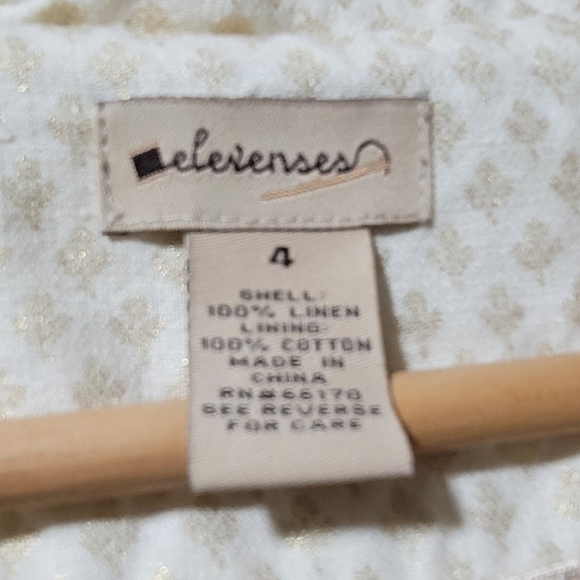 elevenses
4
SHELL:
100% LINEN
LINING:
100% COTTON
MADE IN
CHINA
RN#66170
SEE REVERSE
FOR CARE